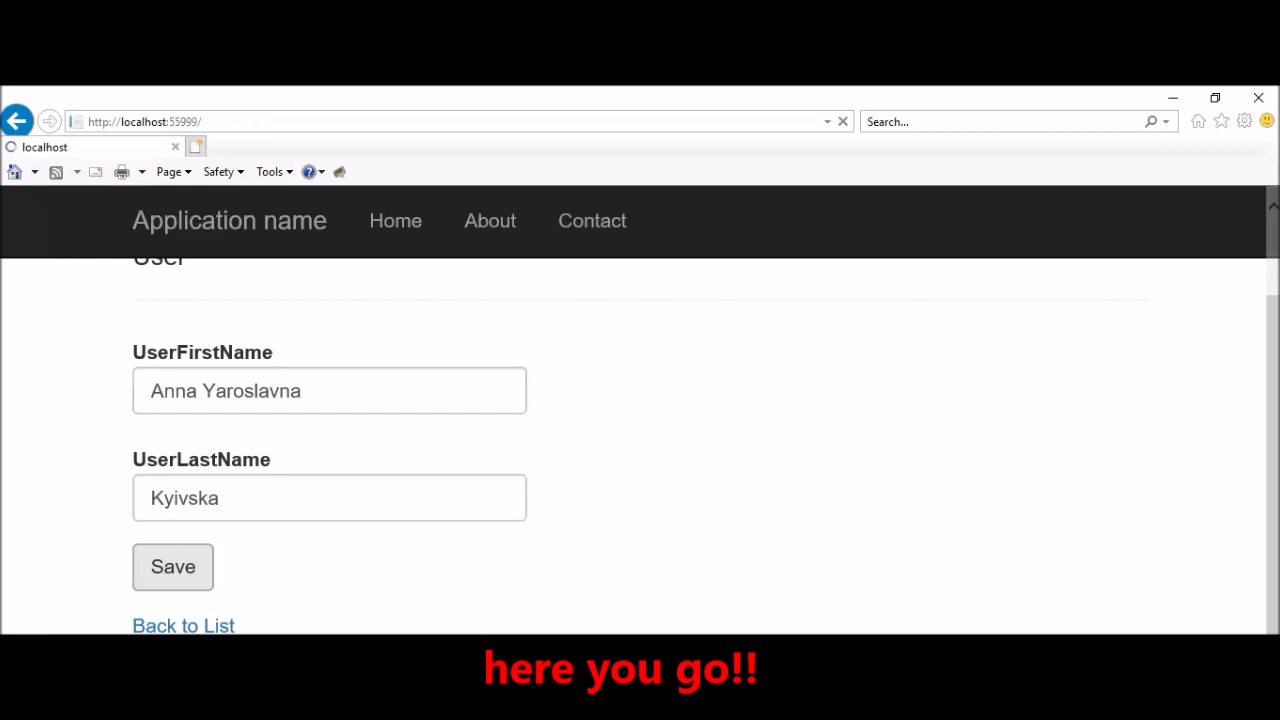 http://localhost:55999/
Search...
localhost
Page Safety Tools
Application name Home About Contact
User
UserFirstName
Anna Yaroslavna
UserLastName
Kyivska
Save
Back to List
here you go!!